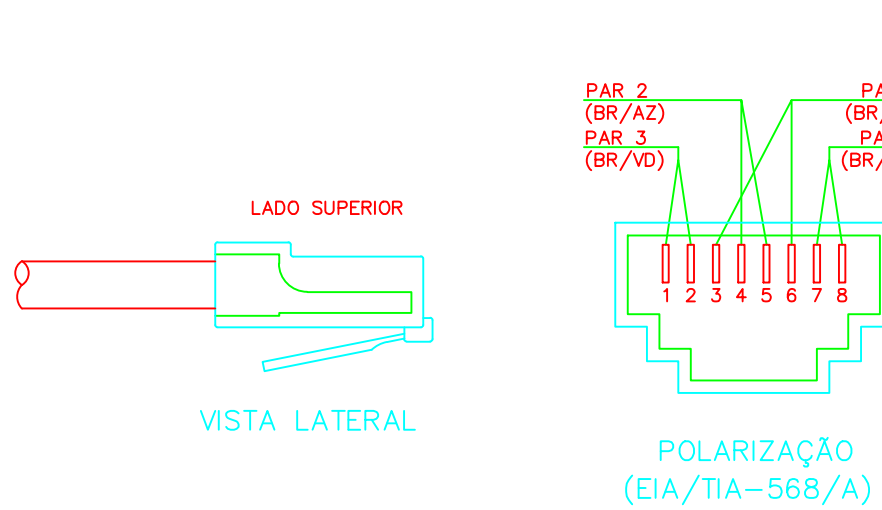 PAR 2
(BR/AZ)
PAR 3
(BR/VD)
LADO SUPERIOR
1 2 3 4 5 6 7 8
VISTA LATERAL
POLARIZAÇÃO
(EIA/TIA-568/A)